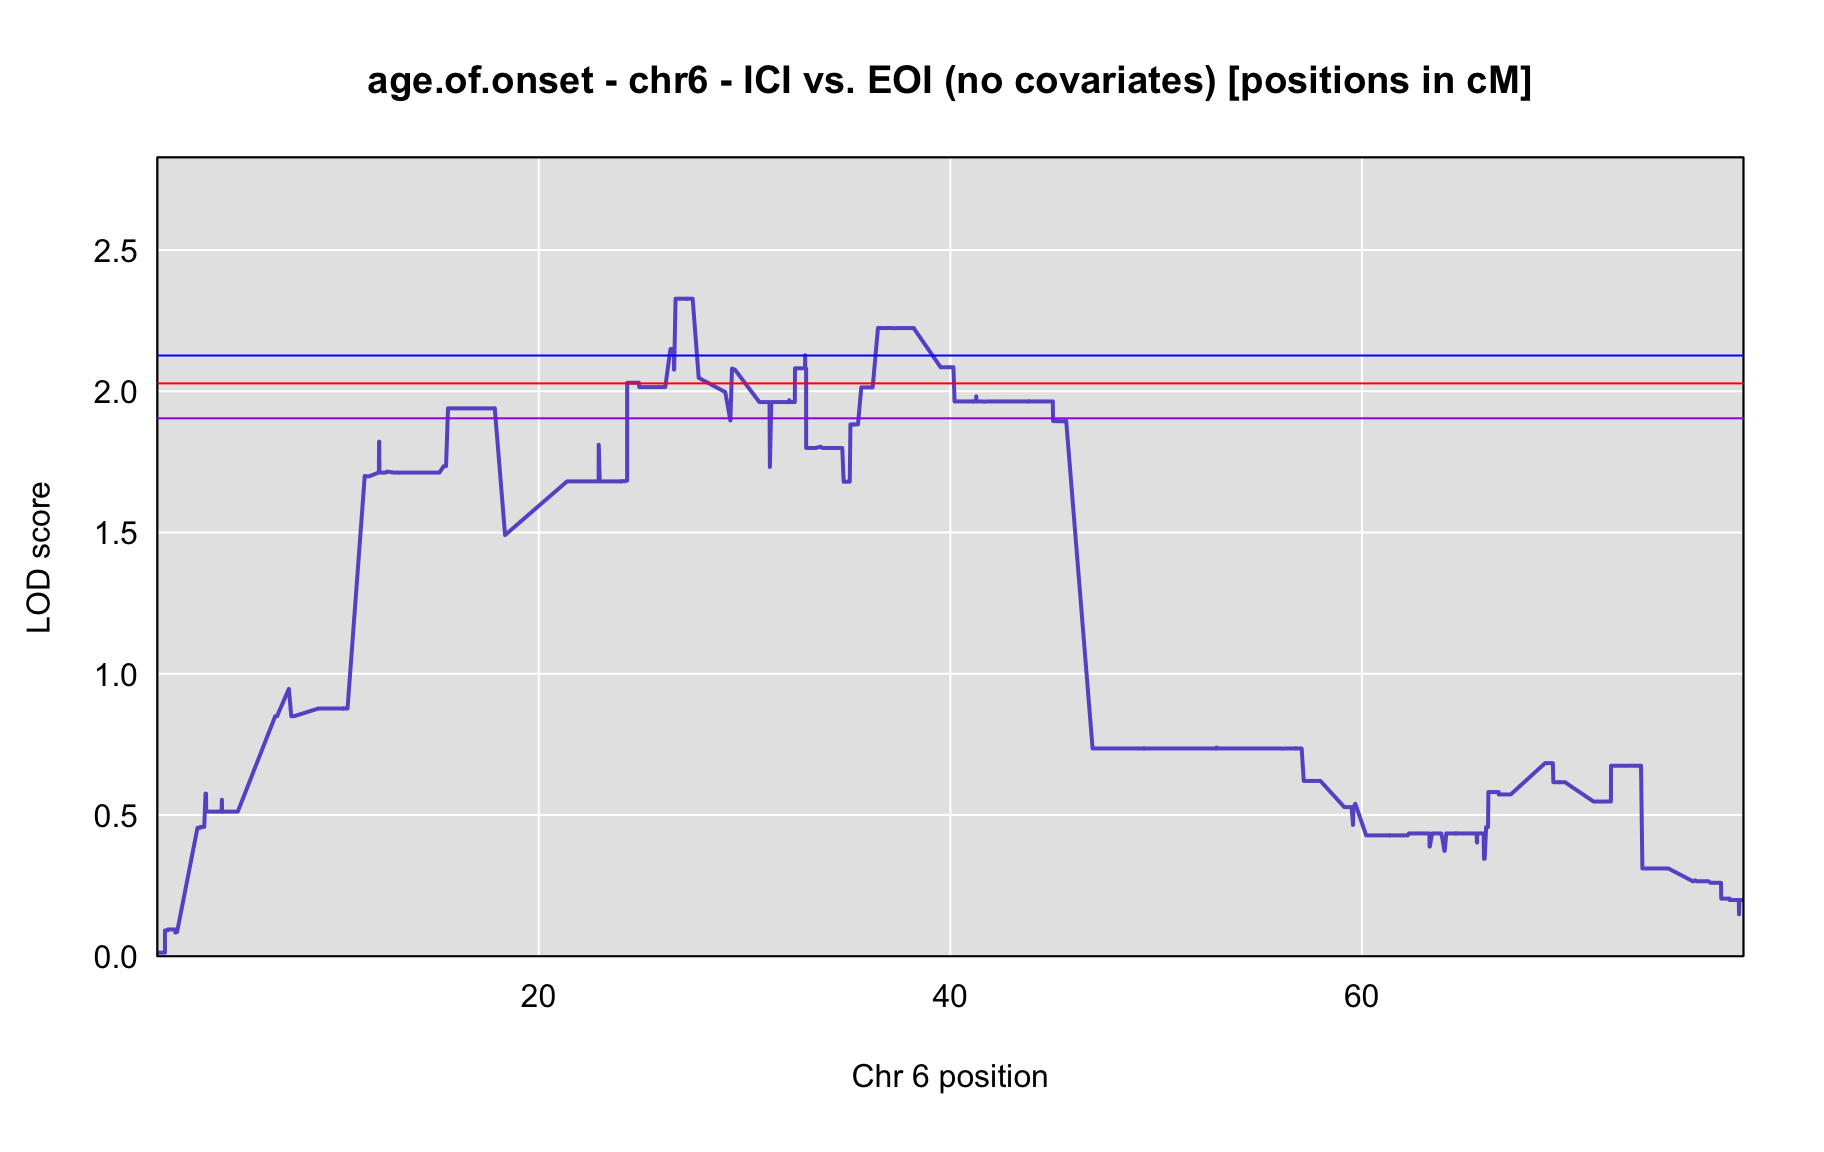 age.of.onset - chr6 - ICI vs. EOI (no covariates) [positions in cM]
2.5
2.0
1.5
1.0
0.5
0.0
LOD score
20 40 60
Chr 6 position